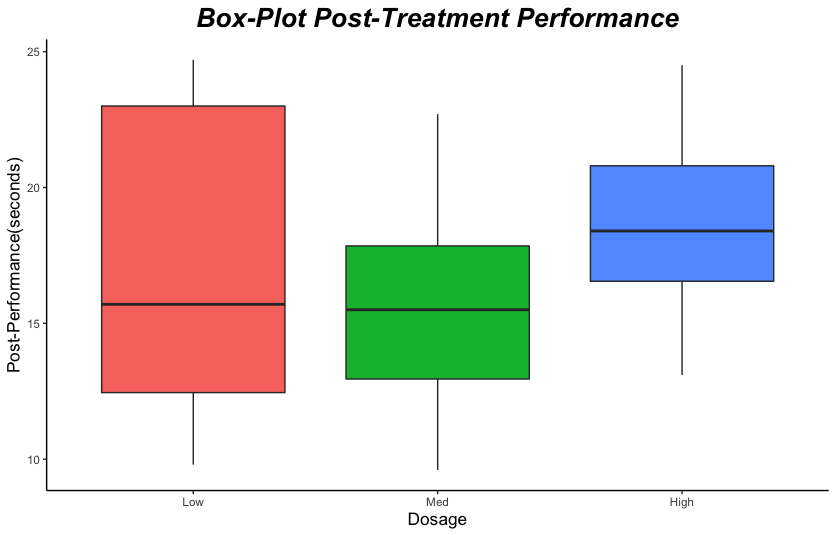 Box-Plot Post-Treatment Performance
Post-Performance(seconds)
25
20
15
10
Low Med High
Dosage